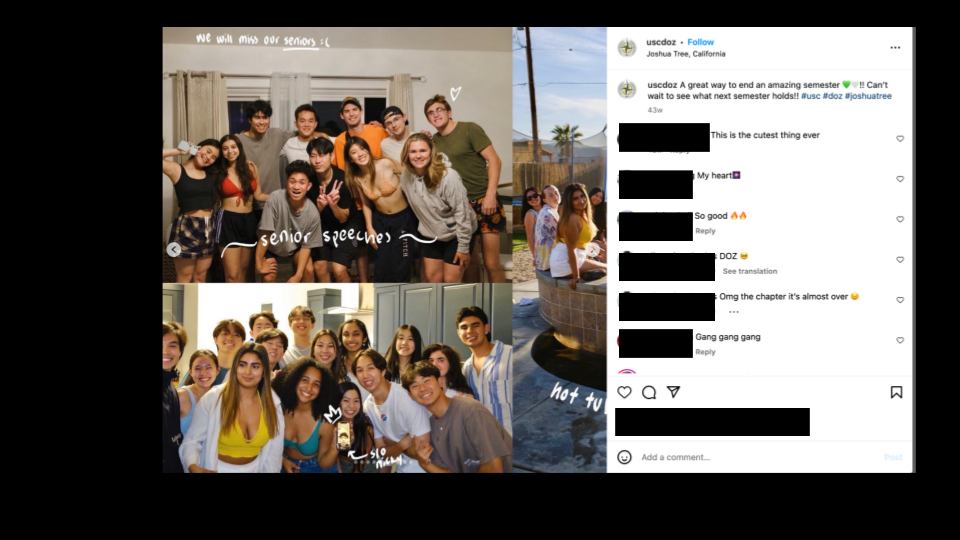 we will miss our seniors :(
senior speeches
hot tu
uscdoz • Follow
Joshua Tree, California
uscdoz A great way to end an amazing semester 💚🤍!! Can't
wait to see what next semester holds!! #usc #doz #joshuatree
43w
This is the cutest thing ever
My heart
So good 🔥🔥
Reply
s DOZ 🥹
See translation
s Omg the chapter it's almost over 😔
...
Gang gang gang
Reply
Add a comment...
Post